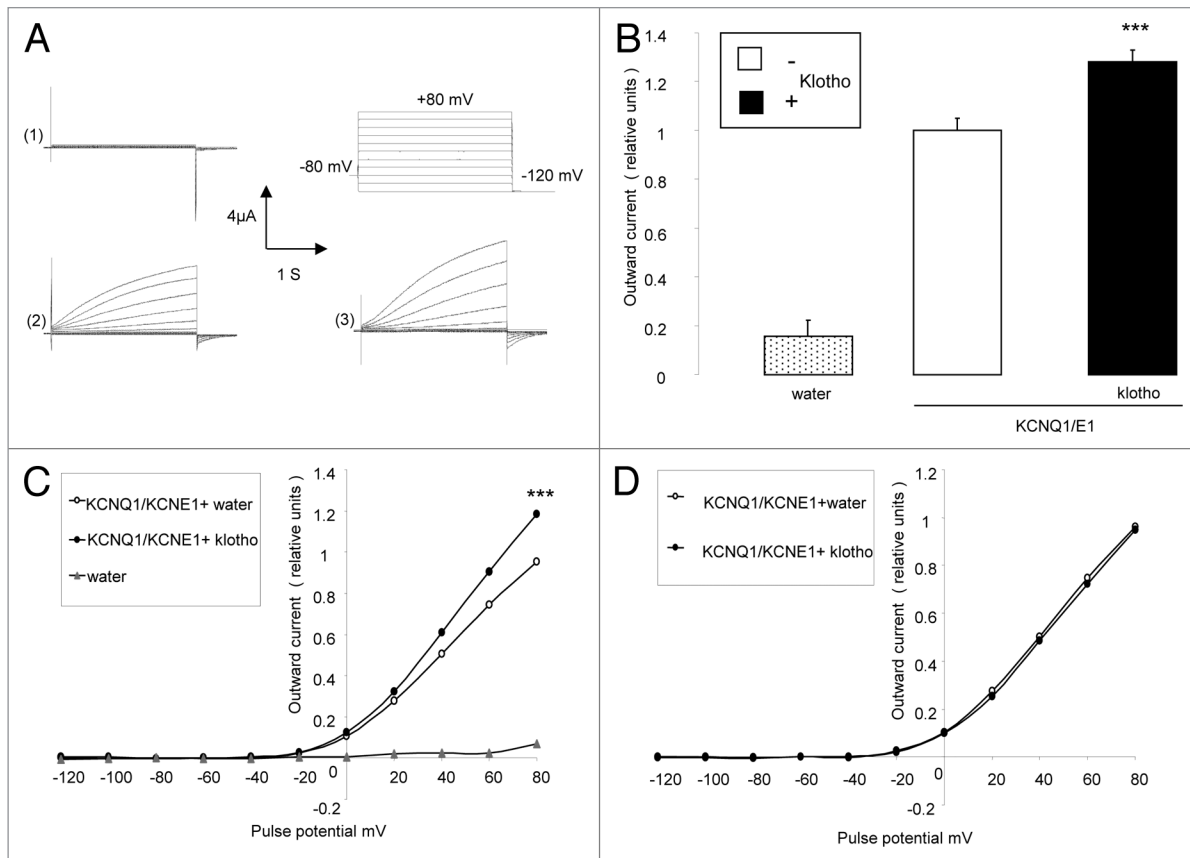 A
(1)
+80 mV
-80 mV
-120 mV
4µA
1 S
(2)
(3)
B
Outward current ( relative units )
1.4
1.2
1
1.8
0.6
0.4
0.2
0
-
Klotho
+
***
water
klotho
KCNQ1/E1
C
KCNQ1/KCNE1+ water
KCNQ1/KCNE1+ klotho
water
Outward current ( relative units )
1.4
1.2
1
0.8
0.6
0.4
0.2
0
-0.2
***
-120 -100 -80 -60 -40 -20 20 40 60 80
Pulse potential mV
D
KCNQ1/KCNE1+water
KCNQ1/KCNE1+ klotho
Outward current ( relative units )
1.2
1
0.8
0.6
0.4
0.2
0
-0.2
-120 -100 -80 -60 -40 -20 20 40 60 80
Pulse potential mV